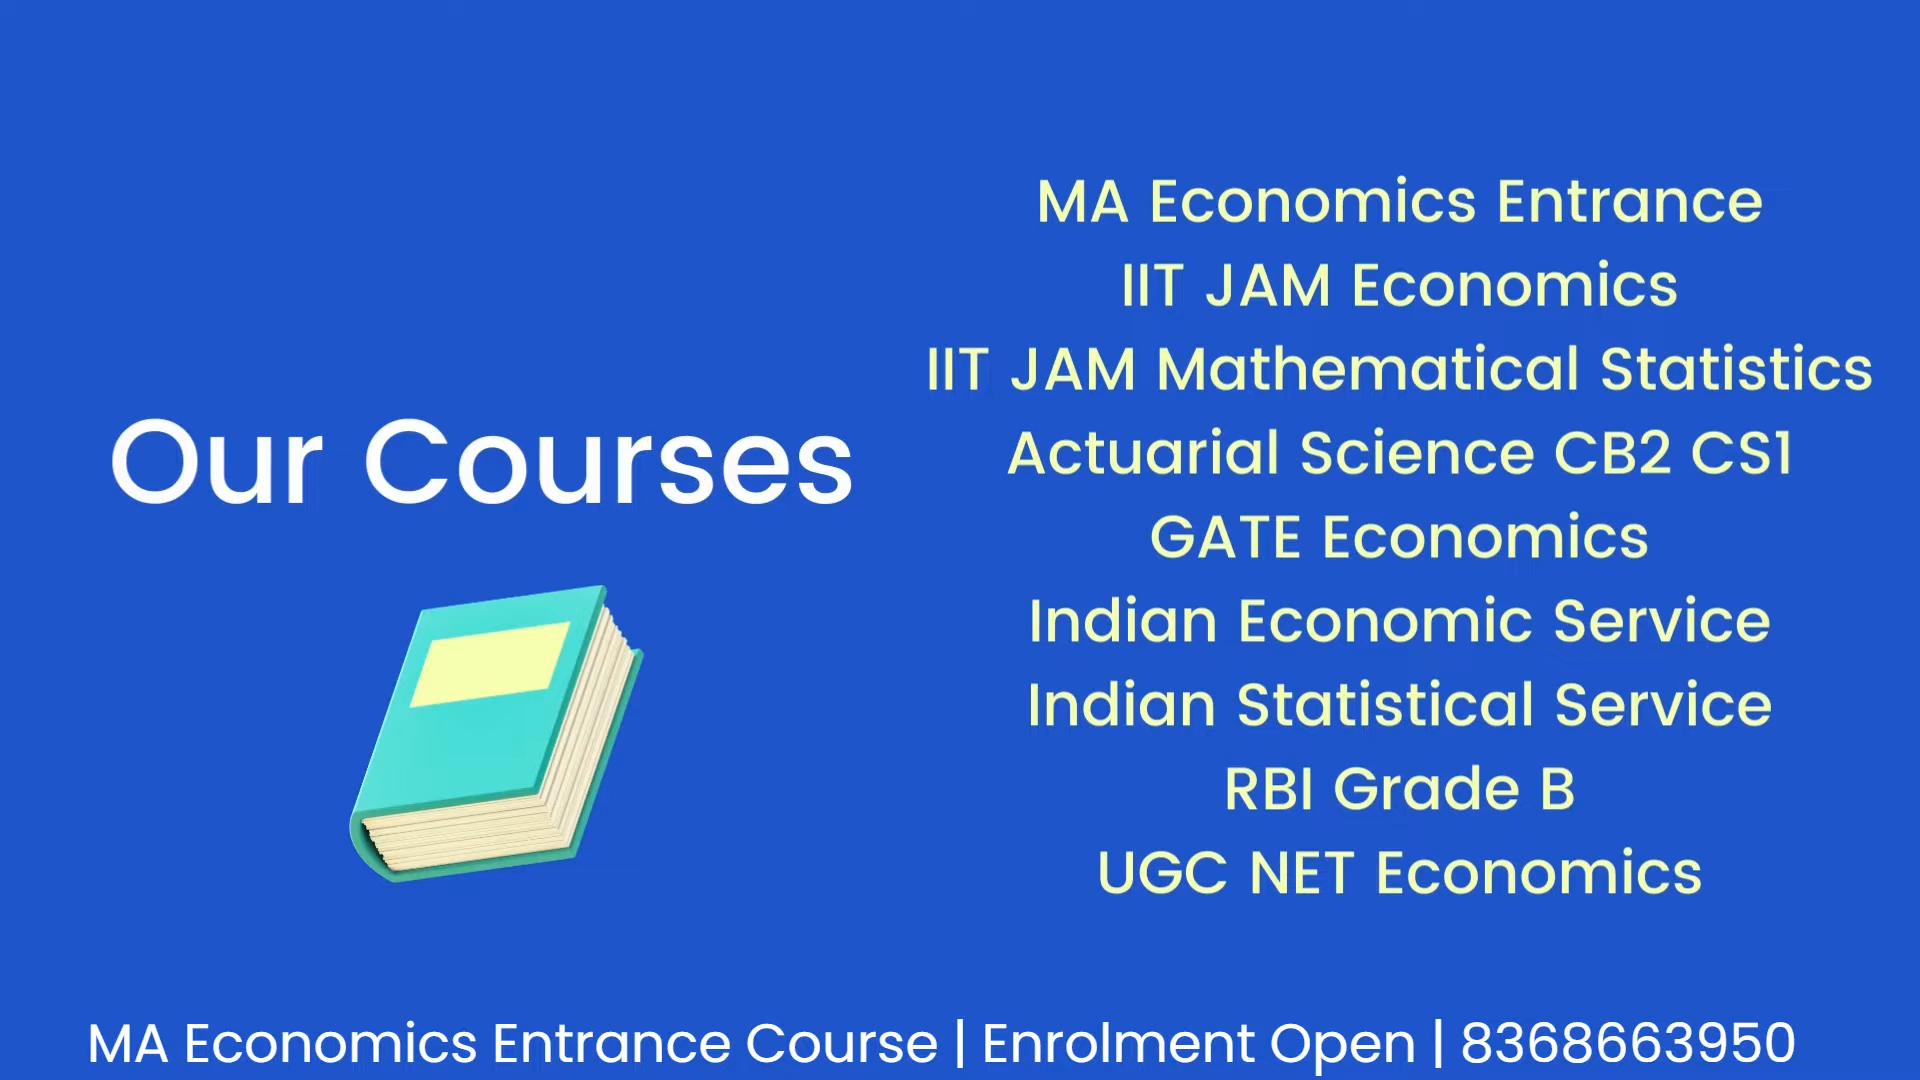 Our Courses
MA Economics Entrance
IIT JAM Economics
IIT JAM Mathematical Statistics
Actuarial Science CB2 CS1
GATE Economics
Indian Economic Service
Indian Statistical Service
RBI Grade B
UGC NET Economics
MA Economics Entrance Course | Enrolment Open | 8368663950